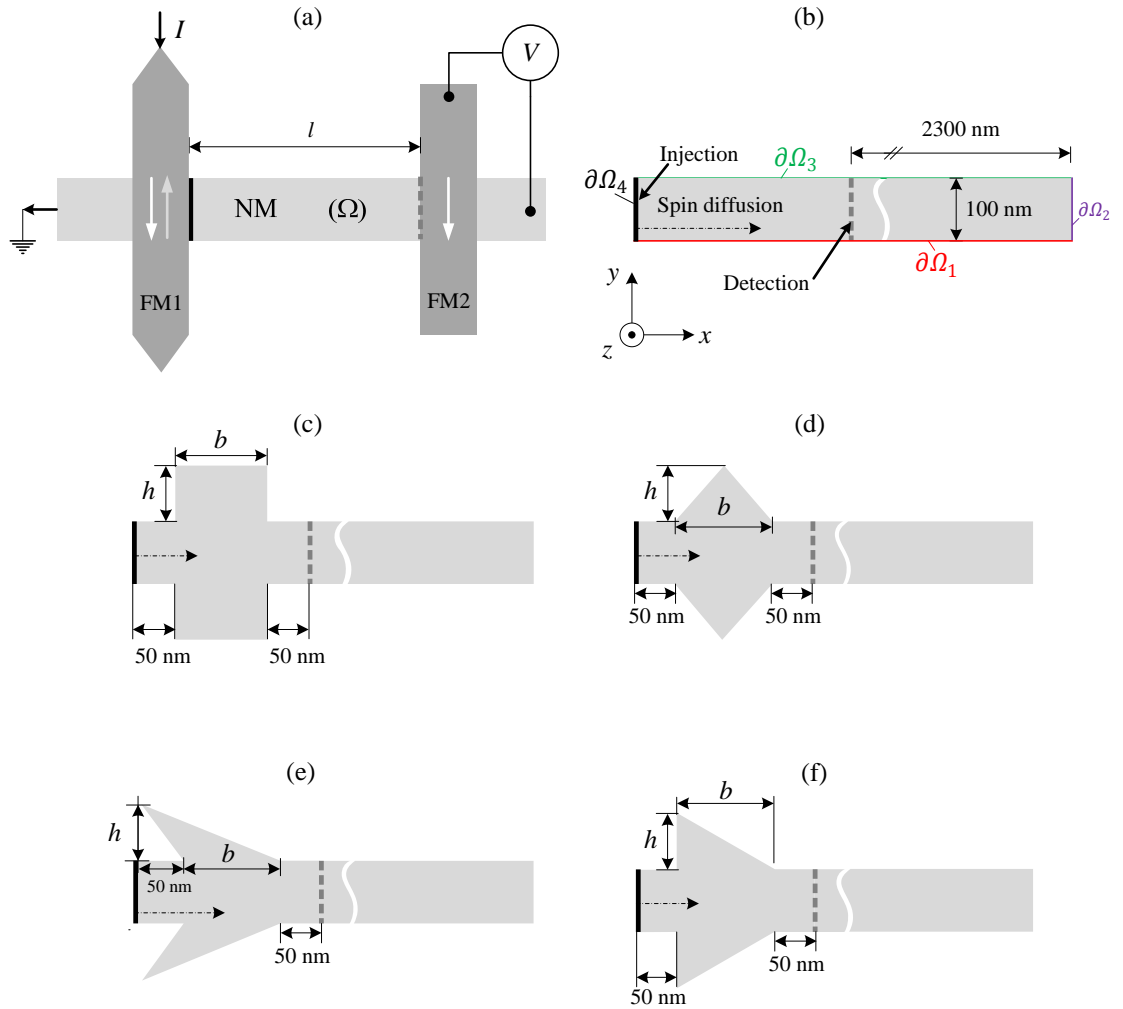 (a)
I
V
l
NM (Ω)
FM1
FM2
(b)
2300 nm
Injection
∂Ω3
∂Ω4
Spin diffusion
100 nm
∂Ω2
∂Ω1
Detection
y
z
x
(c)
b
h
50 nm
50 nm
(d)
h
b
50 nm
50 nm
(e)
h
b
50 nm
50 nm
(f)
b
h
50 nm
50 nm